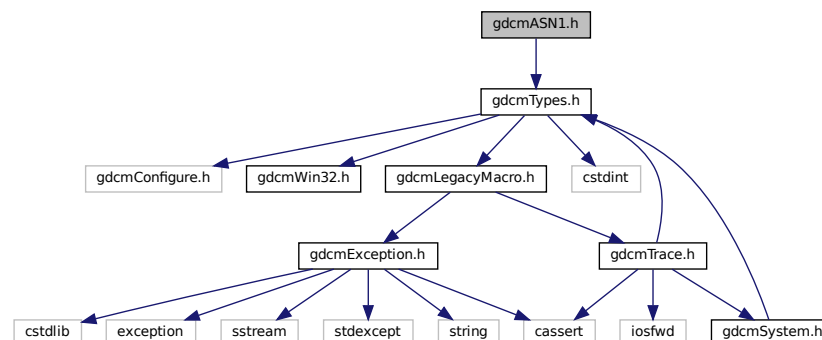 gdcmASN1.h
gdcmTypes.h
gdcmConfigure.h gdcmWin32.h gdcmLegacyMacro.h cstdint
gdcmException.h gdcmTrace.h
cstdlib exception sstream stdexcept string cassert iosfwd gdcmSystem.h